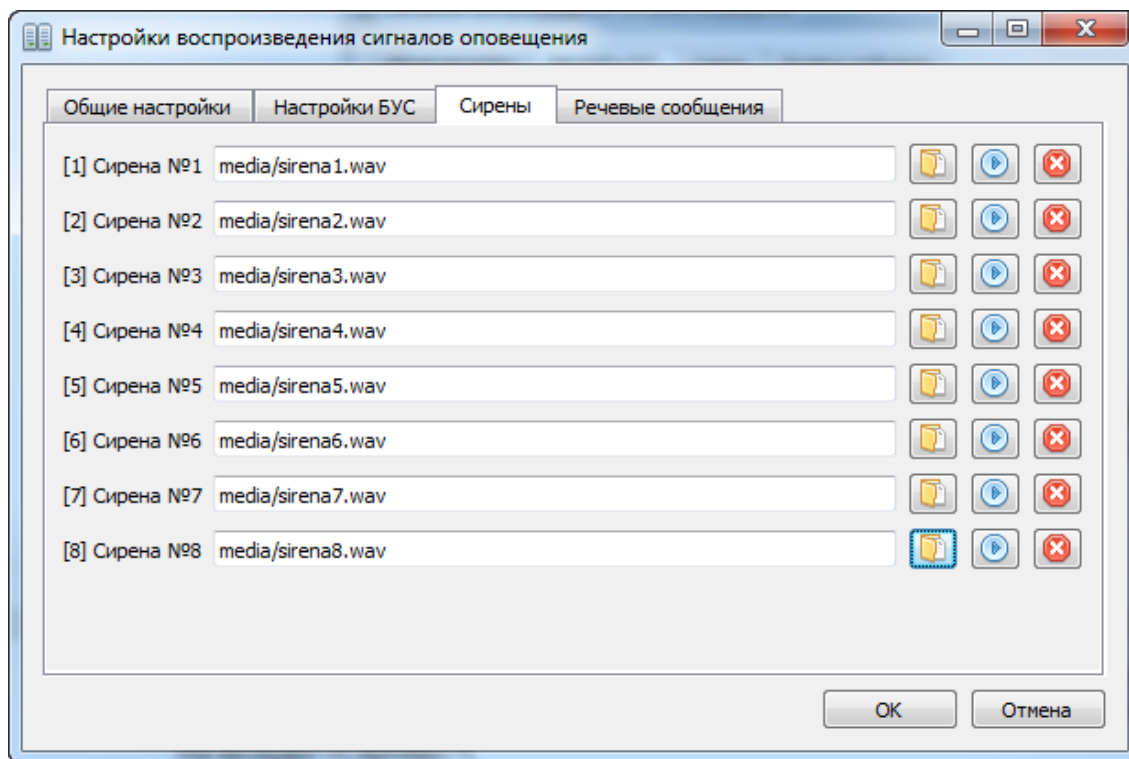 Настройки воспроизведения сигналов оповещения
Общие настройки Настройки БУС Сирены Речевые сообщения
[1] Сирена №1 media/sirena1.wav
[2] Сирена №2 media/sirena2.wav
[3] Сирена №3 media/sirena3.wav
[4] Сирена №4 media/sirena4.wav
[5] Сирена №5 media/sirena5.wav
[6] Сирена №6 media/sirena6.wav
[7] Сирена №7 media/sirena7.wav
[8] Сирена №8 media/sirena8.wav
OK Отмена